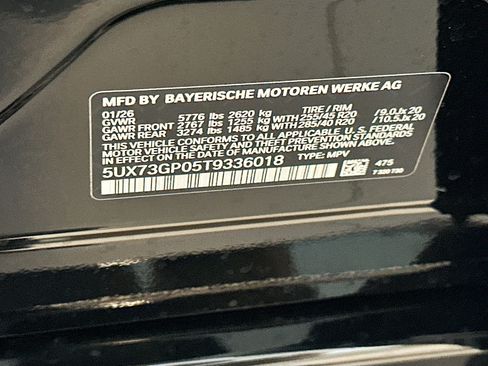 MFD BY BAYERISCHE MOTOREN WERKE AG
01/26
GVWR 5776 lbs 2620 kg TIRE / RIM
GAWR FRONT 2767 lbs 1255 kg 255/45 R20 / 9.0Jx20
GAWR REAR 3274 lbs 1485 kg 285/40 R20 / 10.5Jx20
THIS VEHICLE CONFORMS TO ALL APPLICABLE U.S. FEDERAL
MOTOR VEHICLE SAFETY AND THEFT PREVENTION STANDARDS
IN EFFECT ON THE DATE OF MANUFACTURE SHOWN ABOVE.
5UX73GP05T9336018 TYPE: MPV
475
7 320 730